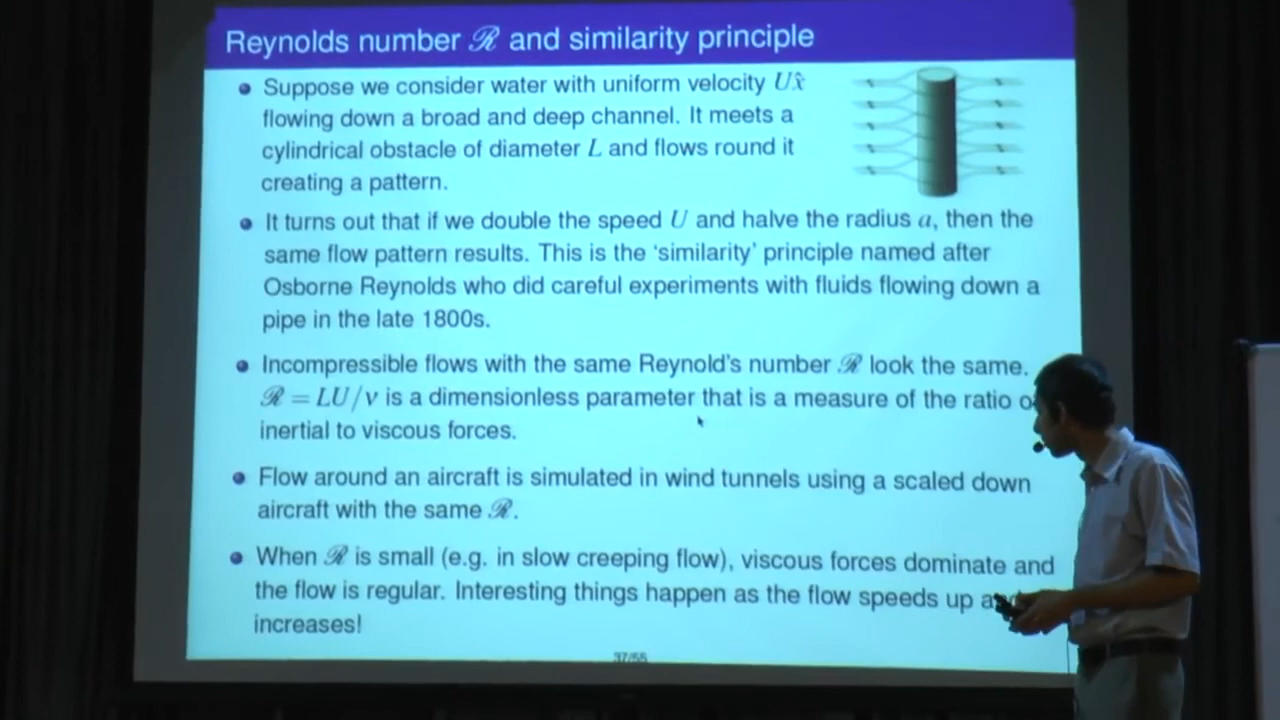 Reynolds number ℛ and similarity principle
Suppose we consider water with uniform velocity Ux̂
flowing down a broad and deep channel. It meets a
cylindrical obstacle of diameter L and flows round it
creating a pattern.
It turns out that if we double the speed U and halve the radius a, then the
same flow pattern results. This is the ‘similarity’ principle named after
Osborne Reynolds who did careful experiments with fluids flowing down a
pipe in the late 1800s.
Incompressible flows with the same Reynold's number ℛ look the same.
ℛ = LU/ν is a dimensionless parameter that is a measure of the ratio
inertial to viscous forces.
Flow around an aircraft is simulated in wind tunnels using a scaled down
aircraft with the same ℛ.
When ℛ is small (e.g. in slow creeping flow), viscous forces dominate and
the flow is regular. Interesting things happen as the flow speeds up
increases!
37/55